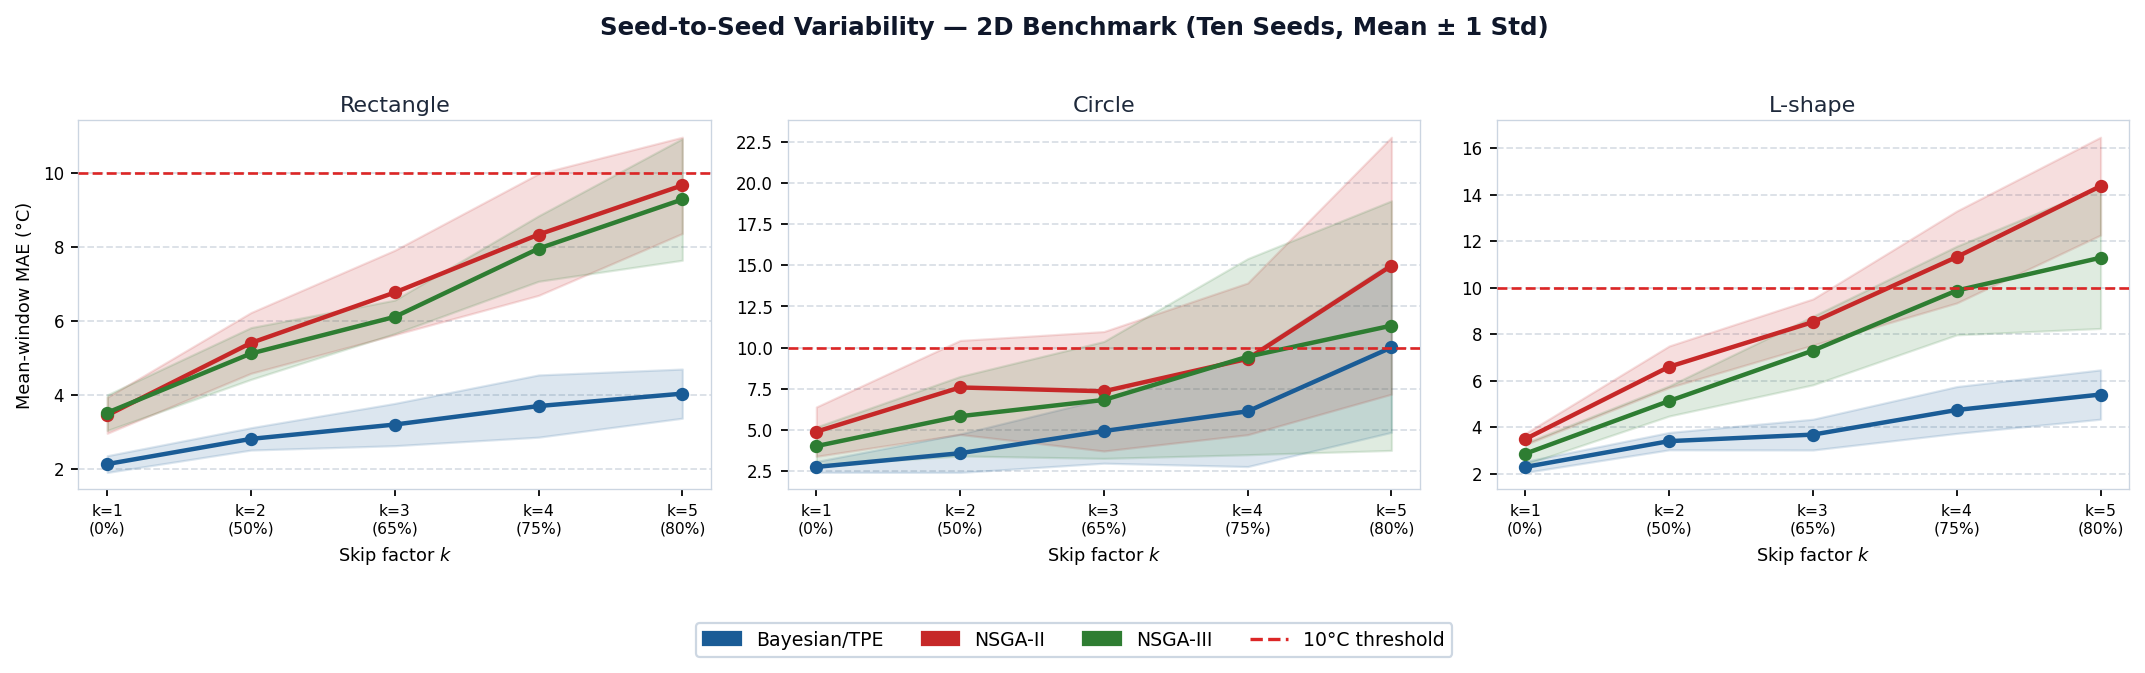 Seed-to-Seed Variability — 2D Benchmark (Ten Seeds, Mean ± 1 Std)
Rectangle
Mean-window MAE (°C)
10
8
6
4
2
k=1
(0%)
k=2
(50%)
k=3
(65%)
k=4
(75%)
k=5
(80%)
Skip factor k
Circle
22.5
20.0
17.5
15.0
12.5
10.0
7.5
5.0
2.5
k=1
(0%)
k=2
(50%)
k=3
(65%)
k=4
(75%)
k=5
(80%)
Skip factor k
L-shape
16
14
12
10
8
6
4
2
k=1
(0%)
k=2
(50%)
k=3
(65%)
k=4
(75%)
k=5
(80%)
Skip factor k
Bayesian/TPE
NSGA-II
NSGA-III
10°C threshold